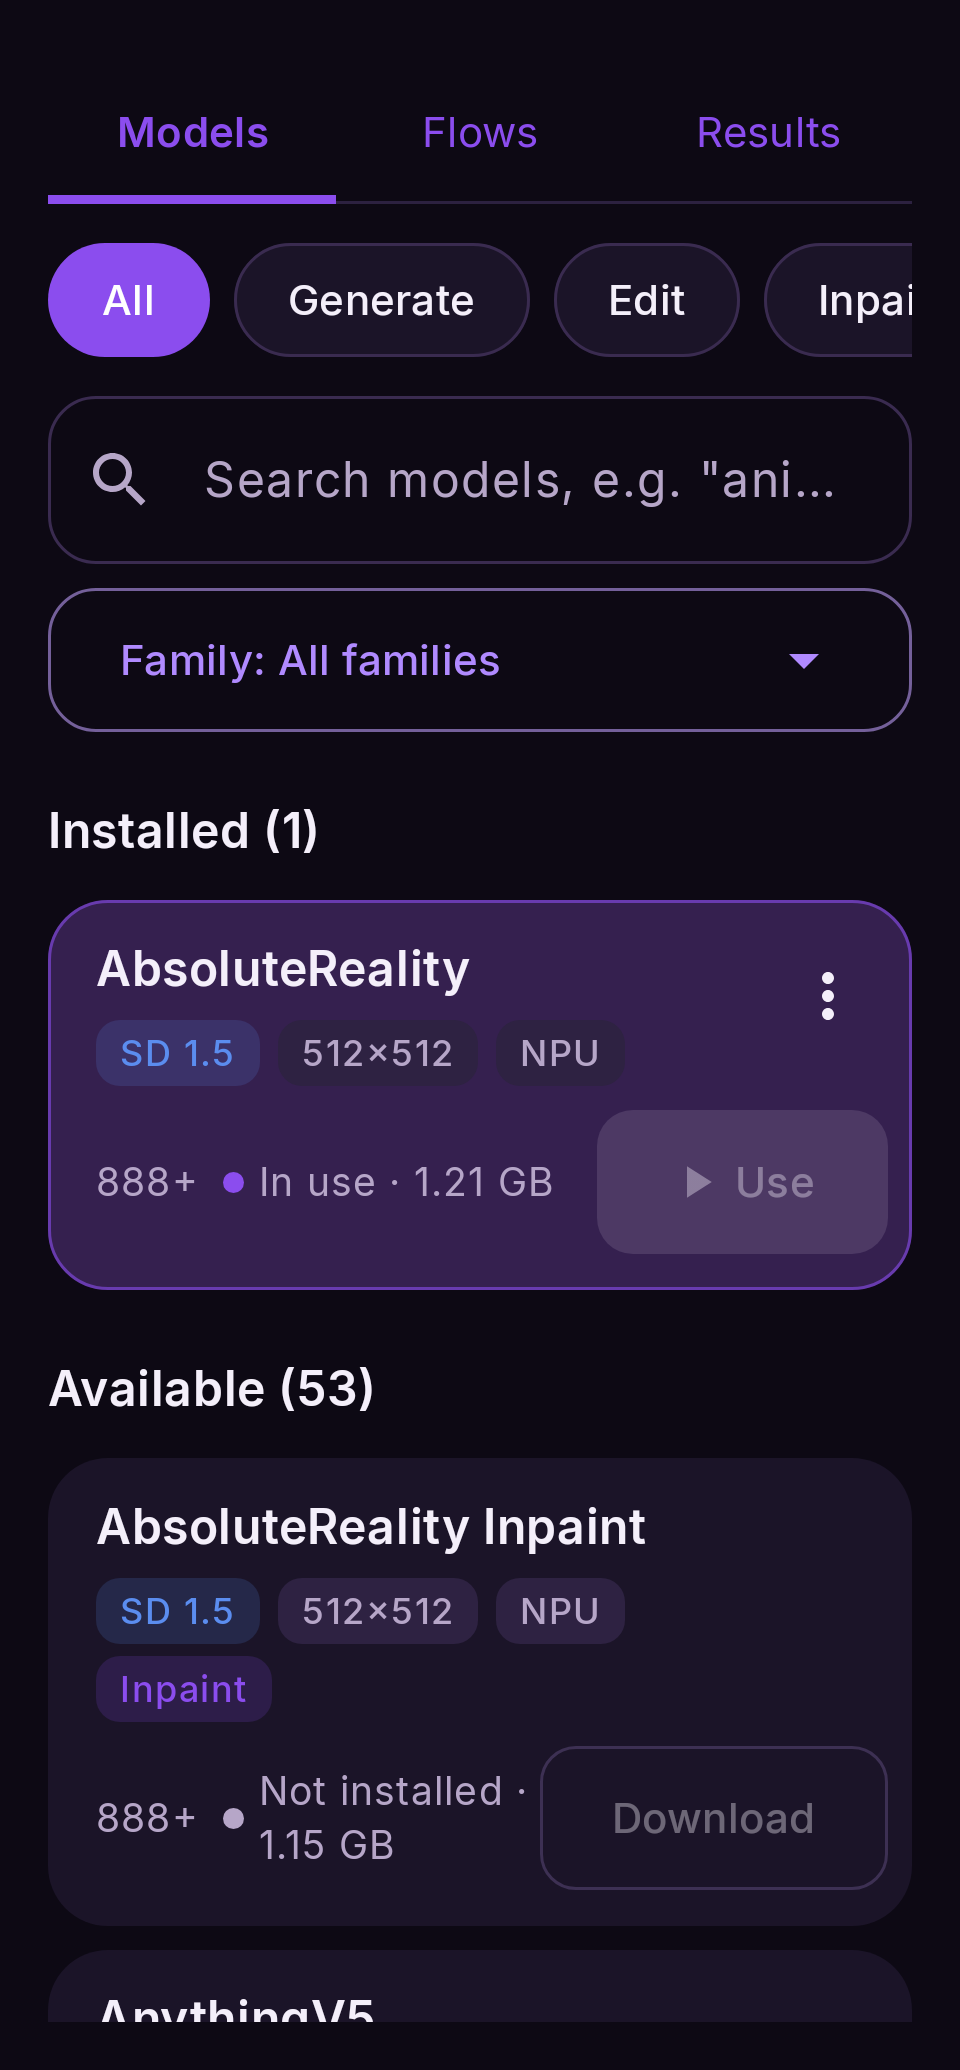 Models Flows Results
All Generate Edit Inpai
Search models, e.g. "ani...
Family: All families
Installed (1)
AbsoluteReality
SD 1.5 512×512 NPU
888+ In use · 1.21 GB Use
Available (53)
AbsoluteReality Inpaint
SD 1.5 512×512 NPU
Inpaint
888+ Not installed · 1.15 GB Download
AnythingV5